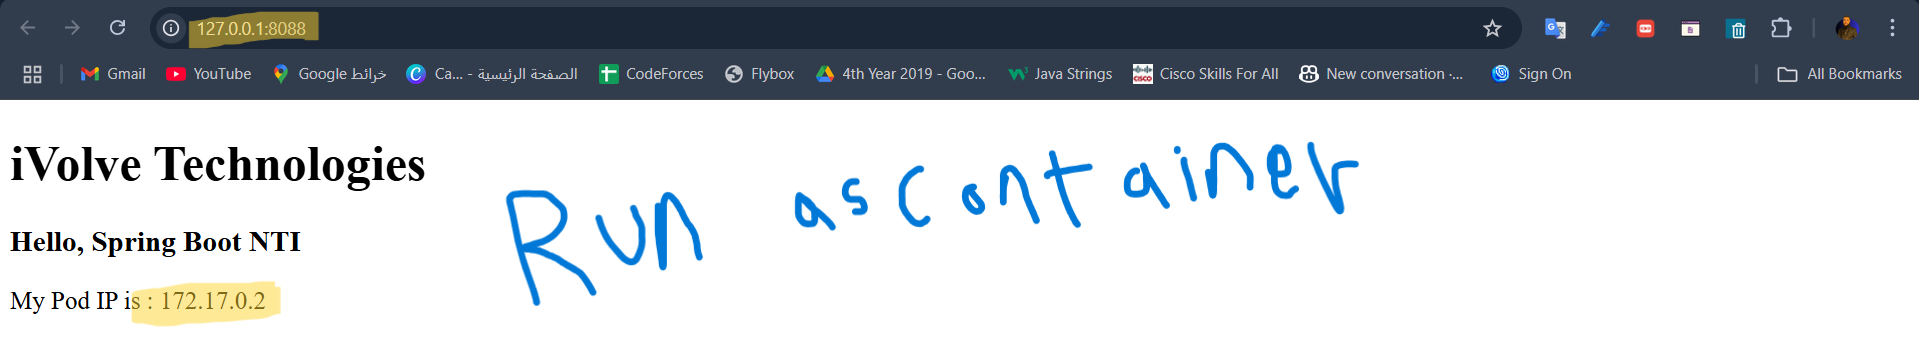 127.0.0.1:8088
Gmail YouTube Google خرائط Ca... - الصفحة الرئيسية CodeForces Flybox 4th Year 2019 - Goo... Java Strings Cisco Skills For All New conversation -... Sign On All Bookmarks
iVolve Technologies
Run as Container
Hello, Spring Boot NTI
My Pod IP is : 172.17.0.2